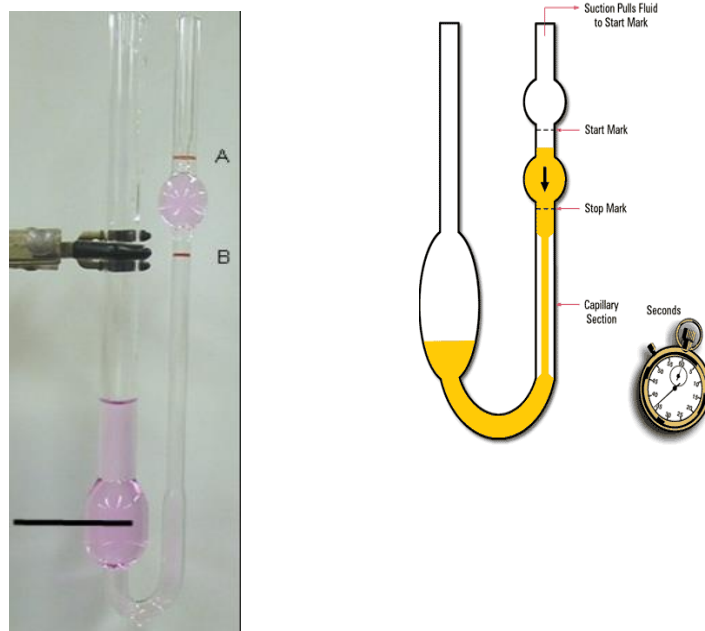 A
B
Suction Pulls Fluid
to Start Mark
Start Mark
Stop Mark
Capillary
Section
Seconds